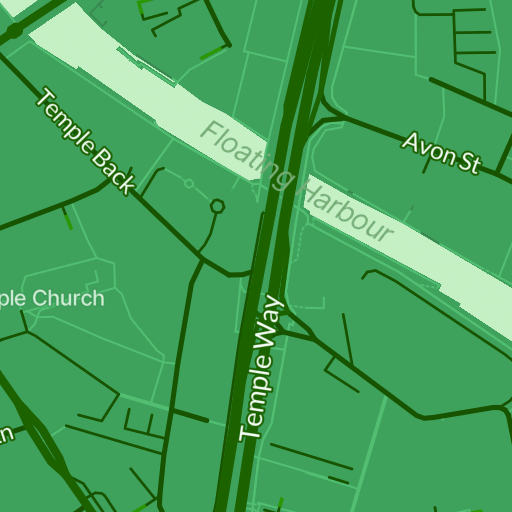 Floating Harbour
Temple Back
Avon St
ple Church
Temple Way